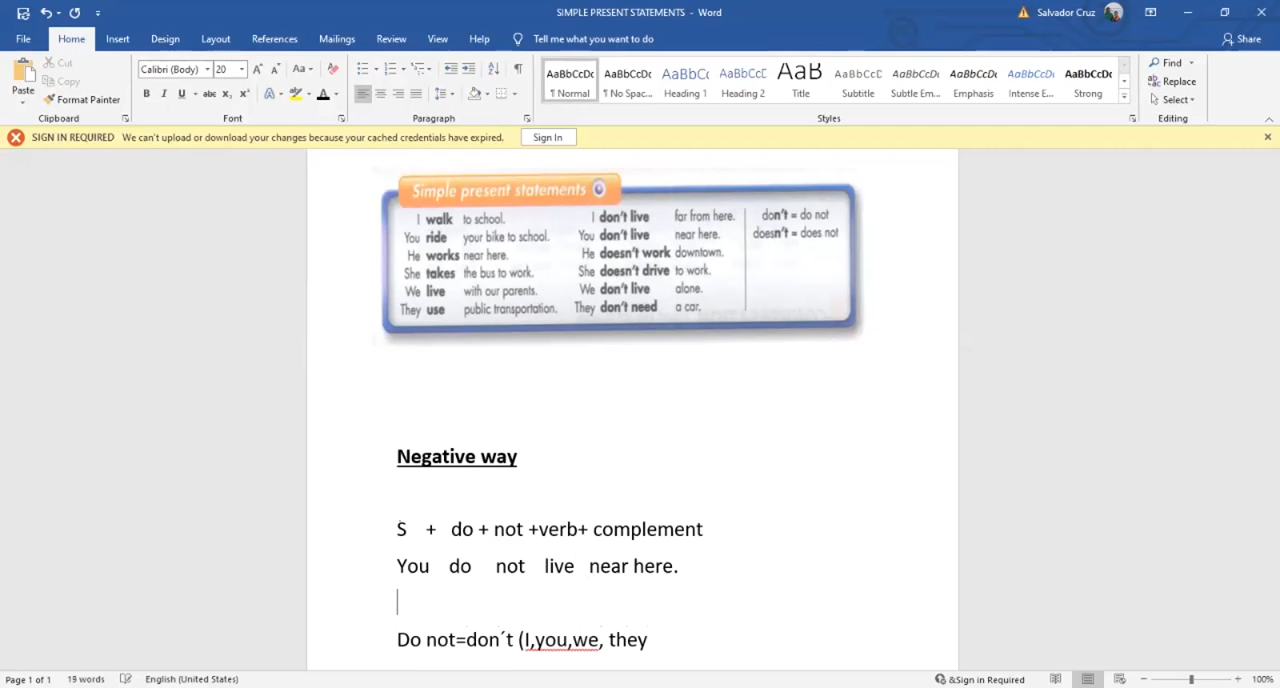 SIMPLE PRESENT STATEMENTS - Word
Salvador Cruz
File Home Insert Design Layout References Mailings Review View Help Tell me what you want to do Share
Paste
Cut
Copy
Format Painter
Clipboard
Calibri (Body) 20
Font
Paragraph
AaBbCcDc AaBbCcDc AaBbCc AaBbCcD AaB AaBbCcD AaBbCcDc AaBbCcDc AaBbCcDc AaBbCcDc
¶ Normal ¶ No Spac... Heading 1 Heading 2 Title Subtitle Subtle Em... Emphasis Intense E... Strong
Styles
Find
Replace
Select
Editing
SIGN IN REQUIRED We can't upload or download your changes because your cached credentials have expired. Sign In
Simple present statements
I walk to school. I don't live far from here. don't = do not
You ride your bike to school. You don't live near here. doesn't = does not
He works near here. He doesn't work downtown.
She takes the bus to work. She doesn't drive to work.
We live with our parents. We don't live alone.
They use public transportation. They don't need a car.
Negative way
S + do + not +verb+ complement
You do not live near here.
Do not=don´t (I,you,we, they
Page 1 of 1 19 words English (United States) &Sign in Required 100%